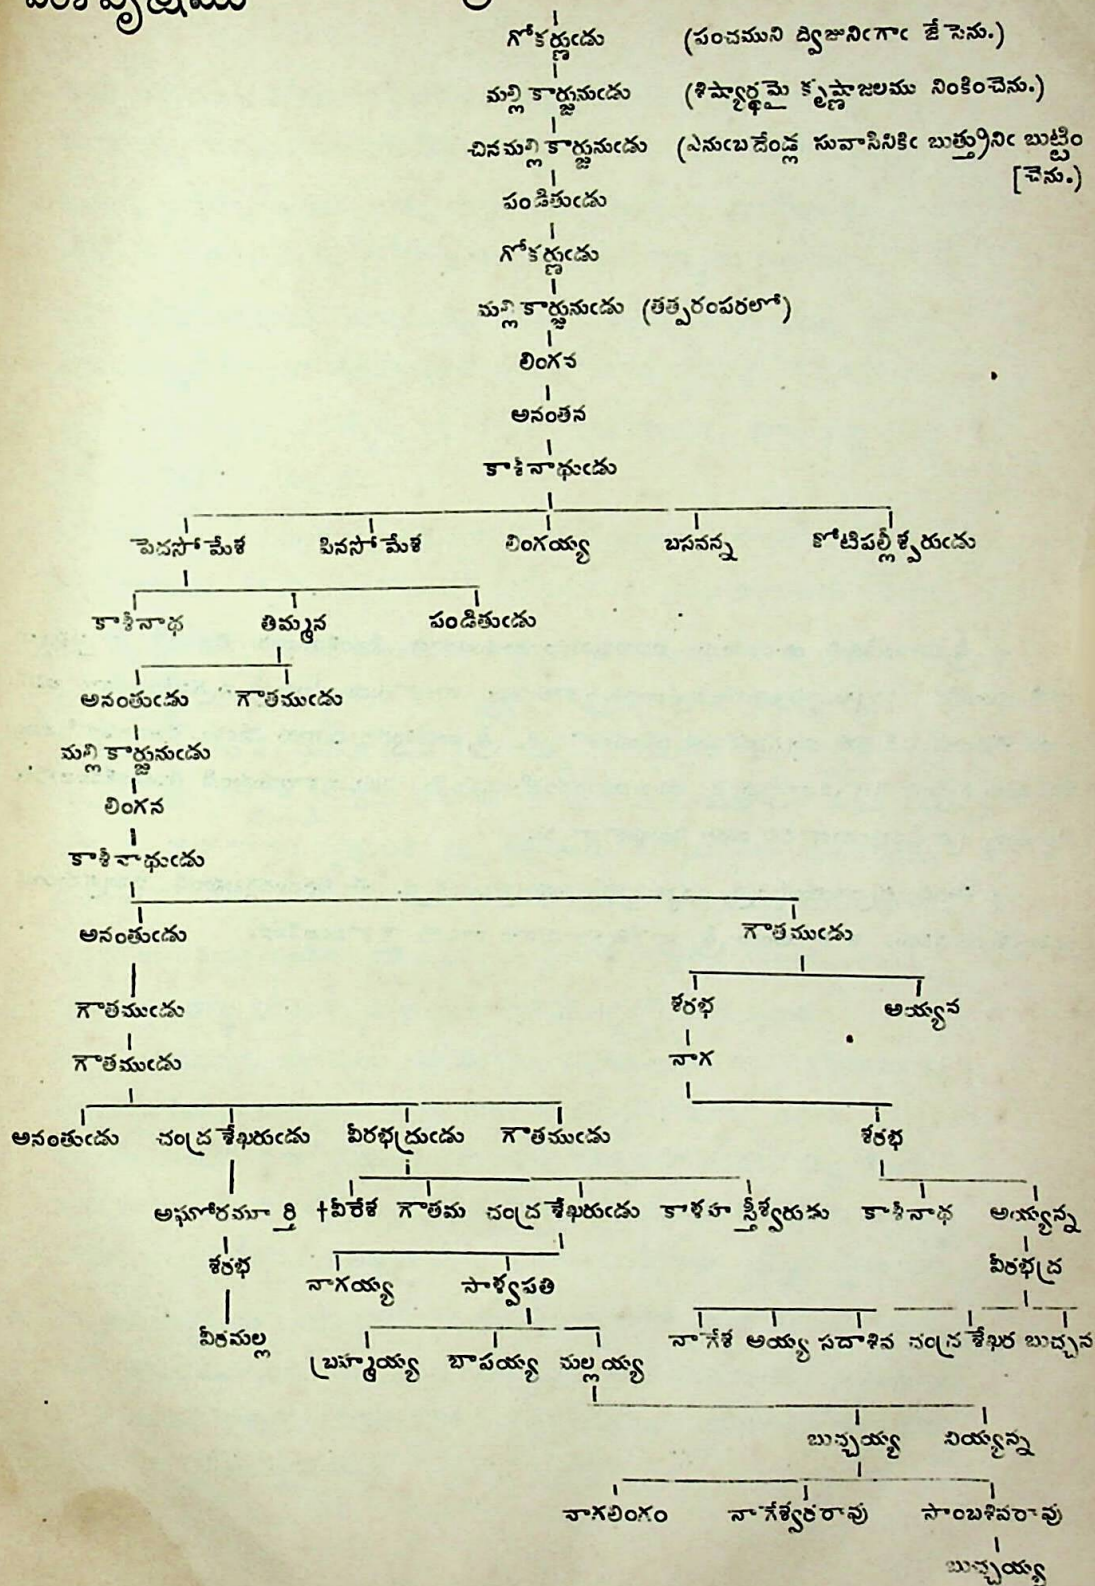 గోకర్ణుఁడు (పంచముని ద్విజునిఁగాఁ జేసెను.)
మల్లికార్జునుఁడు (శిష్యార్థమై కృష్ణాజలము నింకించెను.)
చినమల్లికార్జునుఁడు (ఎనుఁబదేండ్ల సువాసినికిఁ బుత్త్రునిఁ బుట్టిం
[చెను.)
పండితుఁడు
గోకర్ణుఁడు
మల్లికార్జునుఁడు (తత్పరంపరలో)
లింగన
అనంతన
కాశీనాథుఁడు
పెదసోమేశ పినసోమేశ లింగయ్య బసవన్న కోటిపల్లీశ్వరుఁడు
కాశీనాథ తిమ్మన పండితుఁడు
అనంతుఁడు గౌతముఁడు
మల్లికార్జునుఁడు
లింగన
కాశీనాథుఁడు
అనంతుఁడు గౌతముఁడు
గౌతముఁడు శరభ అయ్యన
గౌతముఁడు నాగ
అనంతుఁడు చంద్రశేఖరుఁడు వీరభద్రుఁడు గౌతముఁడు శరభ
అఘోరమూర్తి †వీరేశ గౌతమ చంద్రశేఖరుఁడు కాళహస్తీశ్వరుఁడు కాశీనాథ అయ్యన్న
శరభ నాగయ్య సాళ్వపతి వీరభద్ర
వీరమల్ల బ్రహ్మయ్య బాపయ్య మల్లయ్య నాగేశ అయ్య సదాశివ చంద్రశేఖర బుచ్చన
బుచ్చయ్య నియ్యన్న
నాగలింగం నాగేశ్వరరావు సాంబశివరావు
బుచ్చయ్య